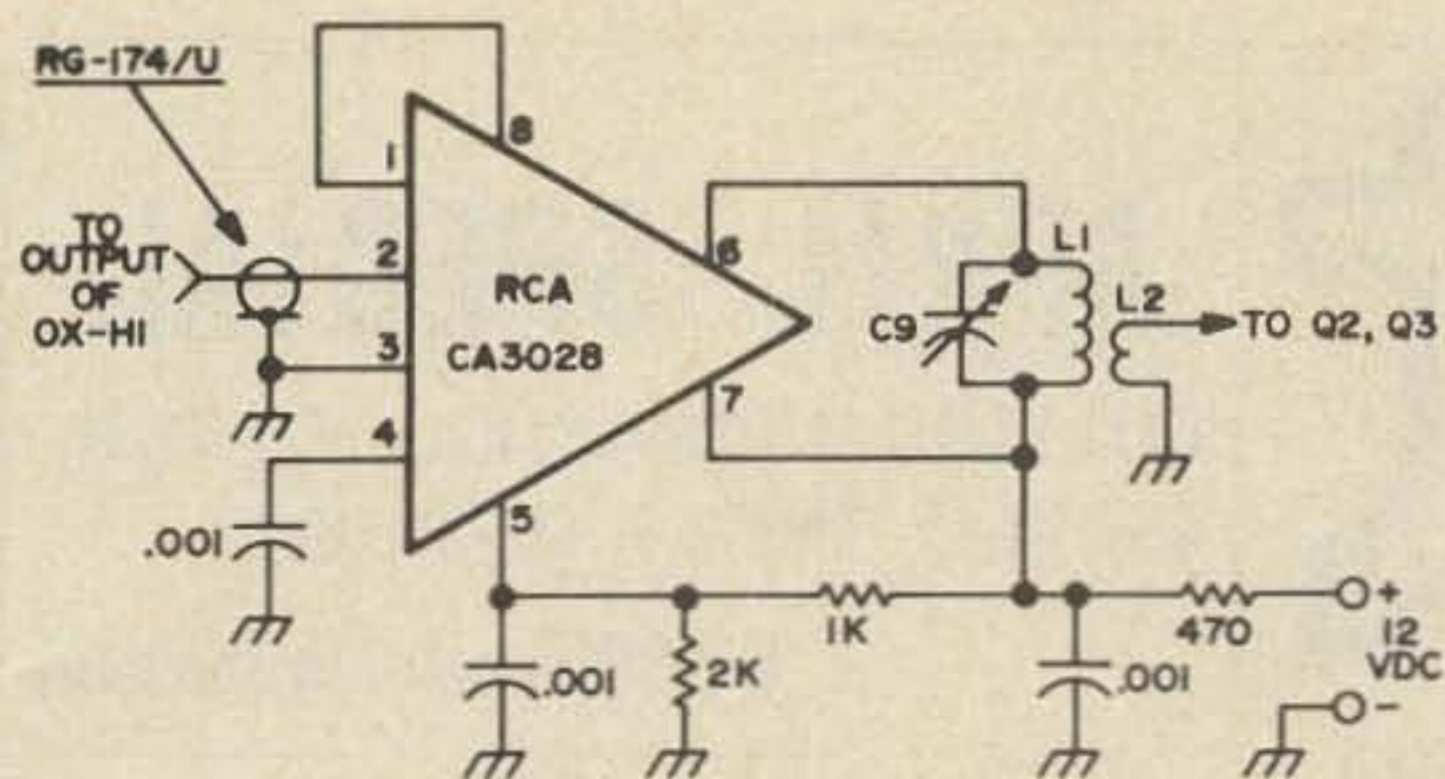 RG-174/U
8
1
TO
OUTPUT
OF
OX-HI
2
RCA
CA3028
3
4
6
L1
C9
L2
TO Q2, Q3
7
.001
5
.001
2K
1K
.001
470
+
12
VDC
-